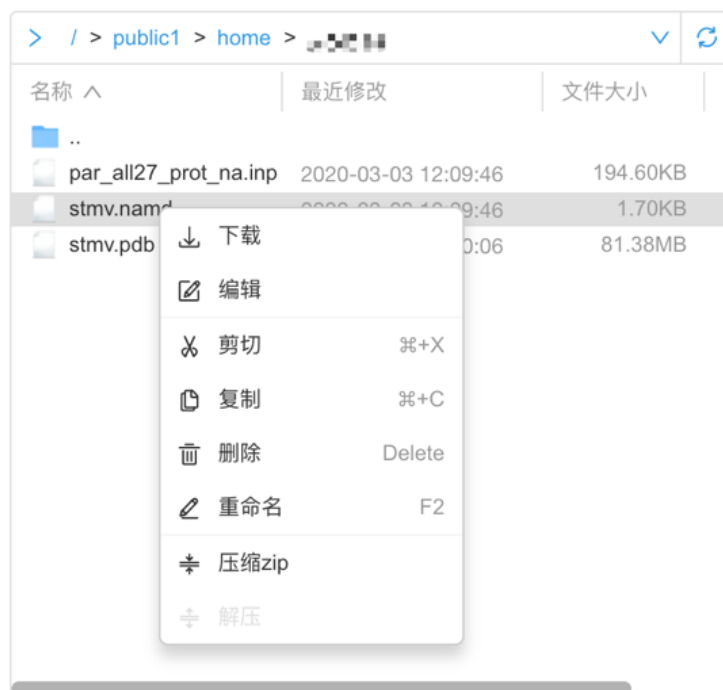 / > public1 > home >
名称 最近修改 文件大小
..
par_all27_prot_na.inp 2020-03-03 12:09:46 194.60KB
stmv.namd :09:46 1.70KB
stmv.pdb 0:06 81.38MB
下载
编辑
剪切 ⌘+X
复制 ⌘+C
删除 Delete
重命名 F2
压缩zip
解压